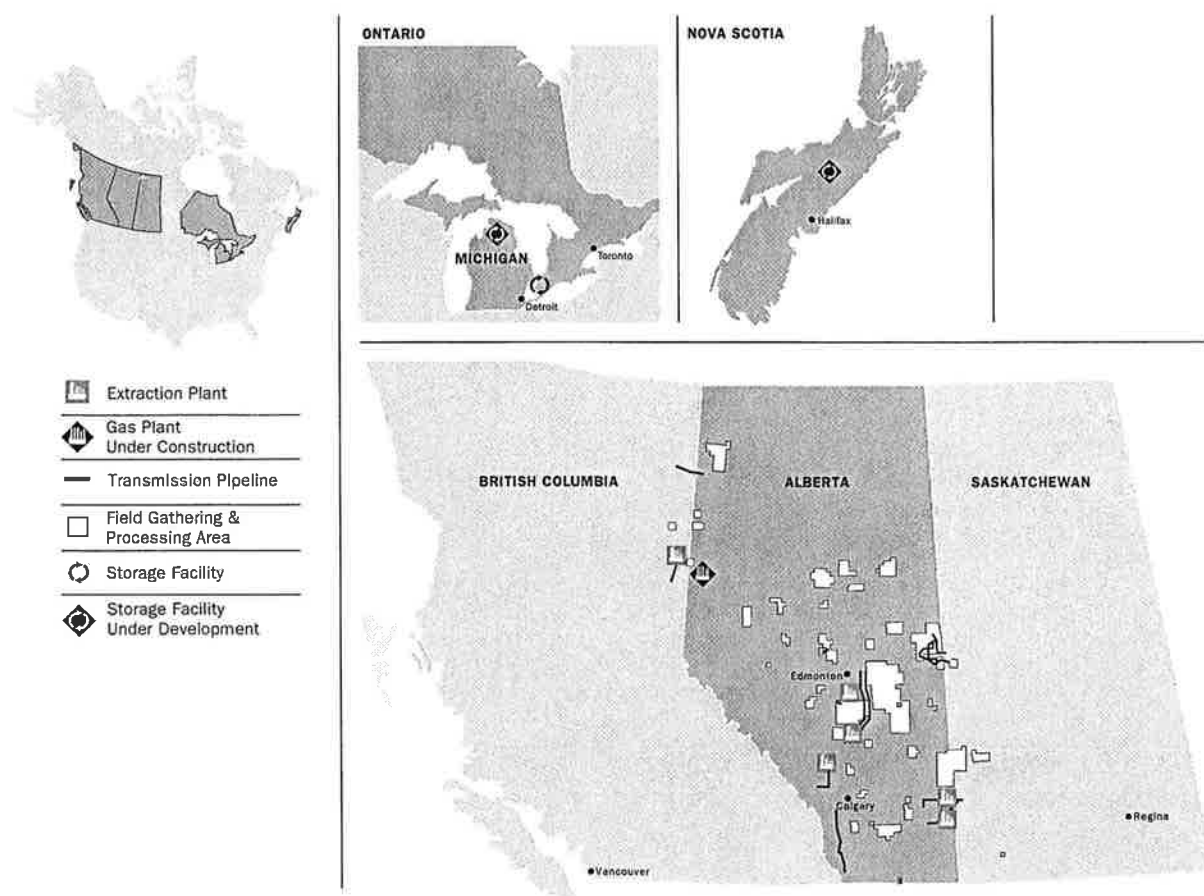 ONTARIO
MICHIGAN
Toronto
Detroit
NOVA SCOTIA
Halifax
Extraction Plant
Gas Plant
Under Construction
Transmission Pipeline
Field Gathering &
Processing Area
Storage Facility
Storage Facility
Under Development
BRITISH COLUMBIA
ALBERTA
SASKATCHEWAN
Edmonton
Calgary
Regina
Vancouver